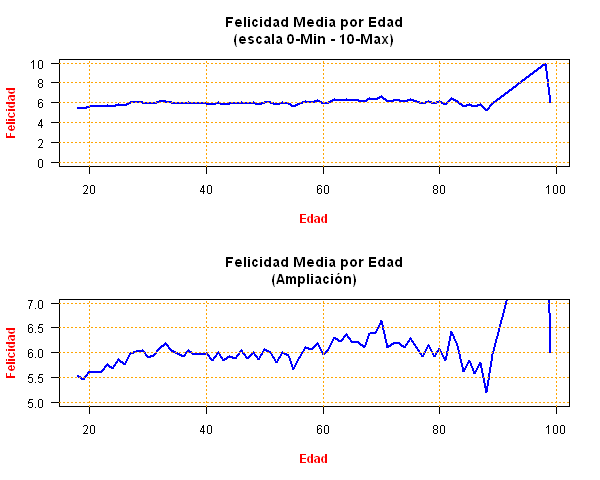 Felicidad Media por Edad
(escala 0-Min - 10-Max)
Felicidad
10
8
6
4
2
0
20 40 60 80 100
Edad
Felicidad Media por Edad
(Ampliación)
Felicidad
7.0
6.5
6.0
5.5
5.0
20 40 60 80 100
Edad